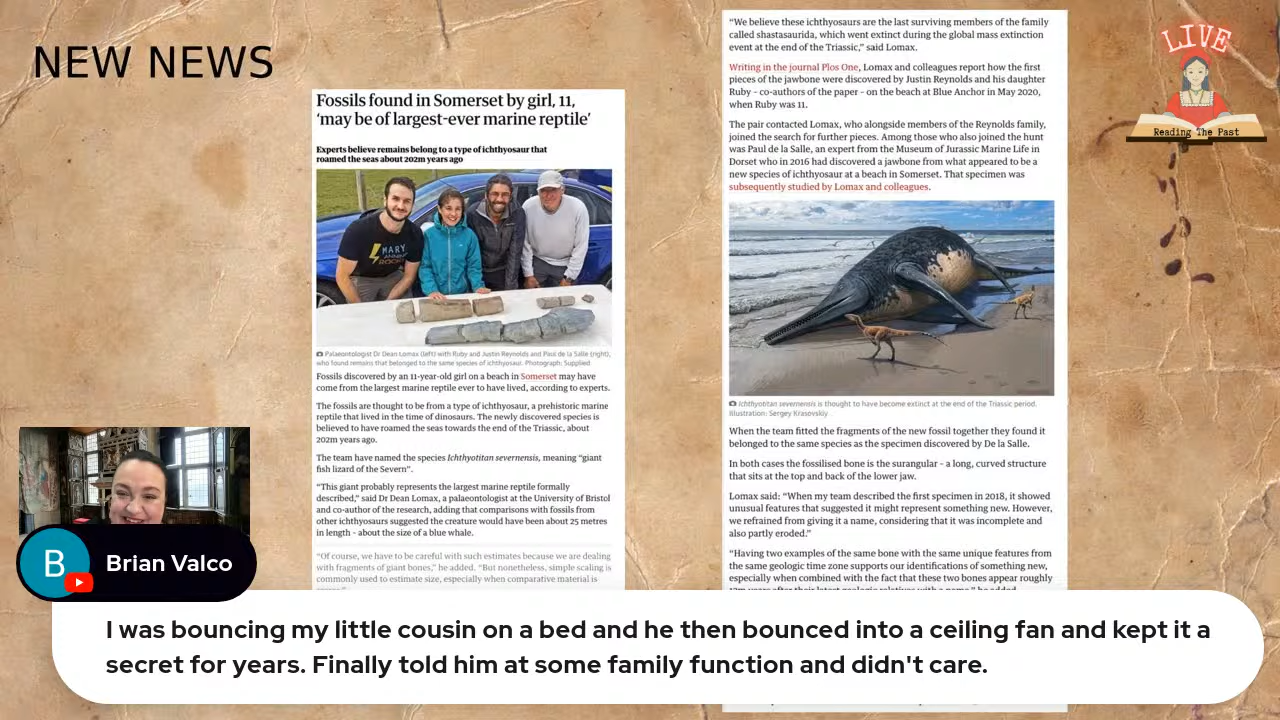 NEW NEWS
Fossils found in Somerset by girl, 11,
‘may be of largest-ever marine reptile’
Experts believe remains belong to a type of ichthyosaur that
roamed the seas about 202m years ago
MARY
ANNING
ROCKS
Palaeontologist Dr Dean Lomax (left) with Ruby and Justin Reynolds and Paul de la Salle (right),
who found remains that belonged to the same species of ichthyosaur. Photograph: Supplied
Fossils discovered by an 11-year-old girl on a beach in Somerset may have
come from the largest marine reptile ever to have lived, according to experts.
The fossils are thought to be from a type of ichthyosaur, a prehistoric marine
reptile that lived in the time of dinosaurs. The newly discovered species is
believed to have roamed the seas towards the end of the Triassic, about
202m years ago.
The team have named the species Ichthyotitan severnensis, meaning “giant
fish lizard of the Severn”.
“This giant probably represents the largest marine reptile formally
described,” said Dr Dean Lomax, a palaeontologist at the University of Bristol
and co-author of the research, adding that comparisons with fossils from
other ichthyosaurs suggested the creature would have been about 25 metres
in length – about the size of a blue whale.
“Of course, we have to be careful with such estimates because we are dealing
with fragments of giant bones,” he added. “But nonetheless, simple scaling is
commonly used to estimate size, especially when comparative material is
“We believe these ichthyosaurs are the last surviving members of the family
called shastasaurida, which went extinct during the global mass extinction
event at the end of the Triassic,” said Lomax.
Writing in the journal Plos One, Lomax and colleagues report how the first
pieces of the jawbone were discovered by Justin Reynolds and his daughter
Ruby – co-authors of the paper – on the beach at Blue Anchor in May 2020,
when Ruby was 11.
The pair contacted Lomax, who alongside members of the Reynolds family,
joined the search for further pieces. Among those who also joined the hunt
was Paul de la Salle, an expert from the Museum of Jurassic Marine Life in
Dorset who in 2016 had discovered a jawbone from what appeared to be a
new species of ichthyosaur at a beach in Somerset. That specimen was
subsequently studied by Lomax and colleagues.
Ichthyotitan severnensis is thought to have become extinct at the end of the Triassic period.
Illustration: Sergey Krasovskiy
When the team fitted the fragments of the new fossil together they found it
belonged to the same species as the specimen discovered by De la Salle.
In both cases the fossilised bone is the surangular – a long, curved structure
that sits at the top and back of the lower jaw.
Lomax said: “When my team described the first specimen in 2018, it showed
unusual features that suggested it might represent something new. However,
we refrained from giving it a name, considering that it was incomplete and
also partly eroded.”
“Having two examples of the same bone with the same unique features from
the same geologic time zone supports our identifications of something new,
especially when combined with the fact that these two bones appear roughly
LIVE
Reading The Past
B
Brian Valco
I was bouncing my little cousin on a bed and he then bounced into a ceiling fan and kept it a
secret for years. Finally told him at some family function and didn't care.